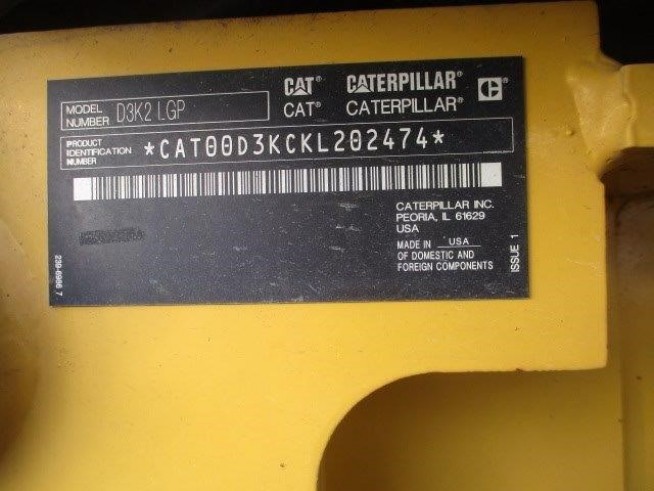 CAT® CATERPILLAR®
CAT® CATERPILLAR®
MODEL NUMBER D3K2 LGP
PRODUCT IDENTIFICATION NUMBER *CAT00D3KCKL202474*
CATERPILLAR INC.
PEORIA, IL 61629
USA
MADE IN USA
OF DOMESTIC AND
FOREIGN COMPONENTS
ISSUE 1